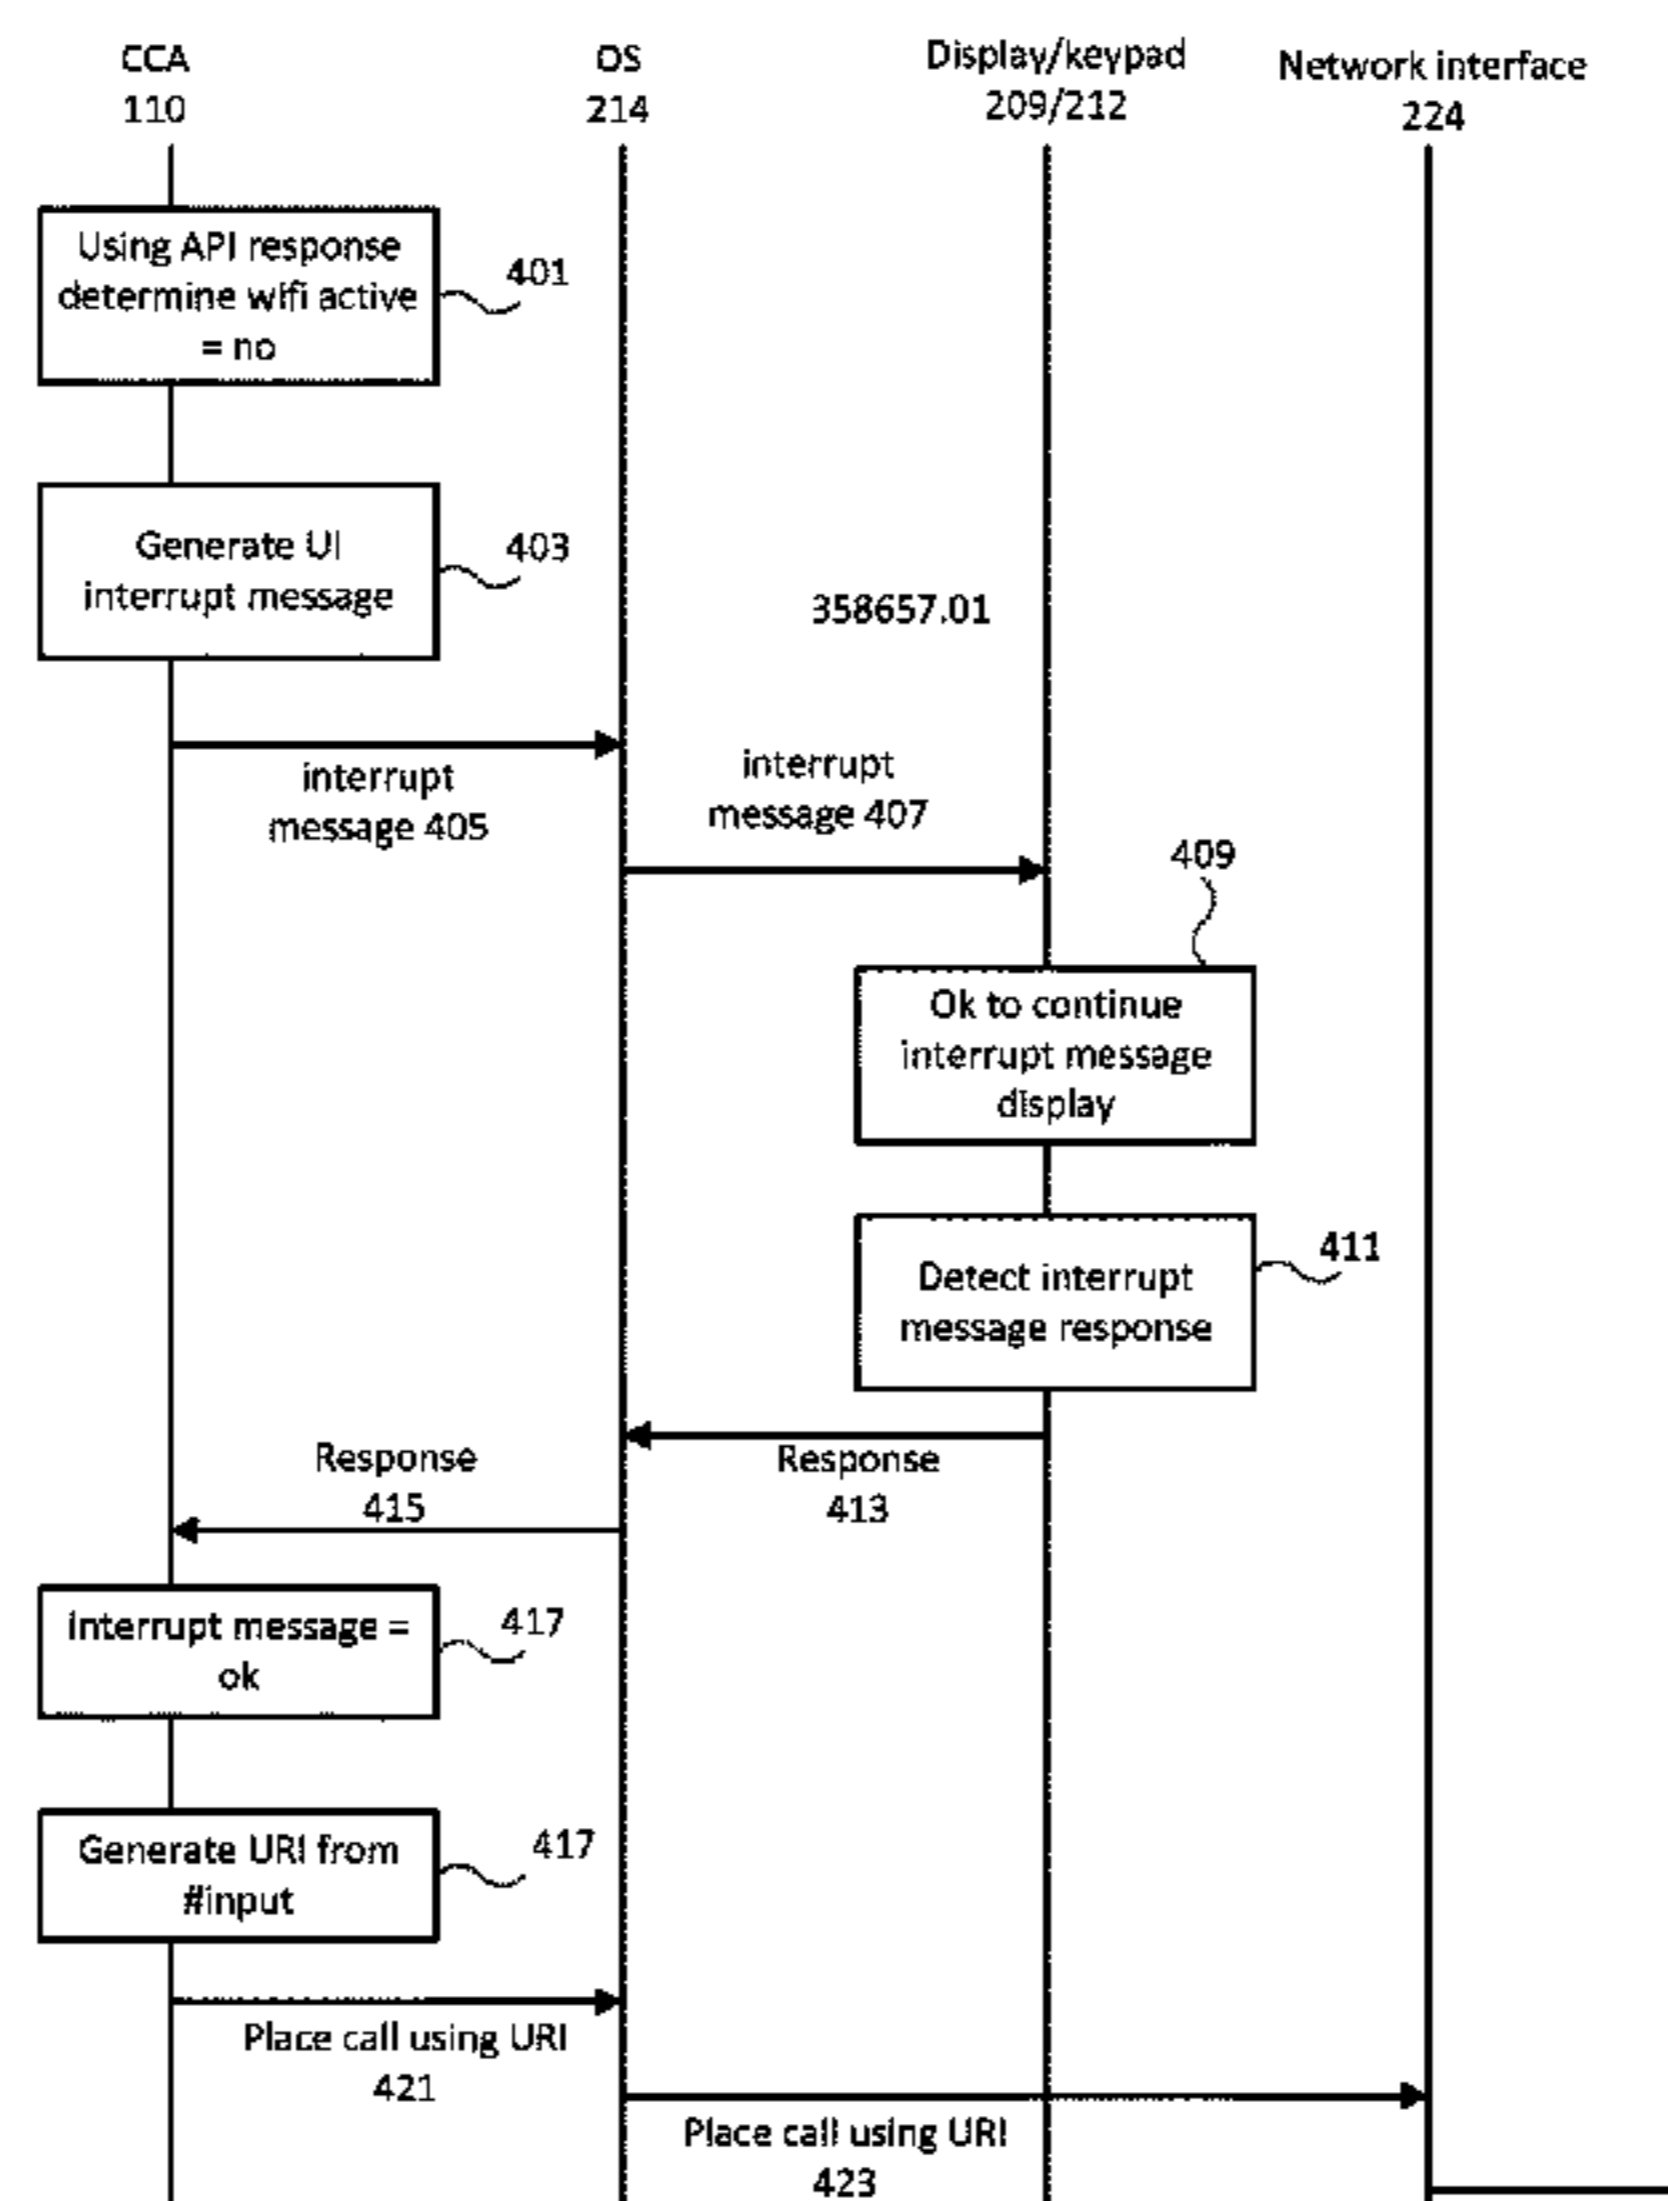 CCA
110
OS
214
Display/keypad
209/212
Network interface
224
Using API response
determine wifi active
= no
401
Generate UI
interrupt message
403
358657.01
interrupt
message 405
interrupt
message 407
409
Ok to continue
interrupt message
display
Detect interrupt
message response
411
Response
413
Response
415
Interrupt message =
ok
417
Generate URI from
#input
417
Place call using URI
421
Place call using URI
423